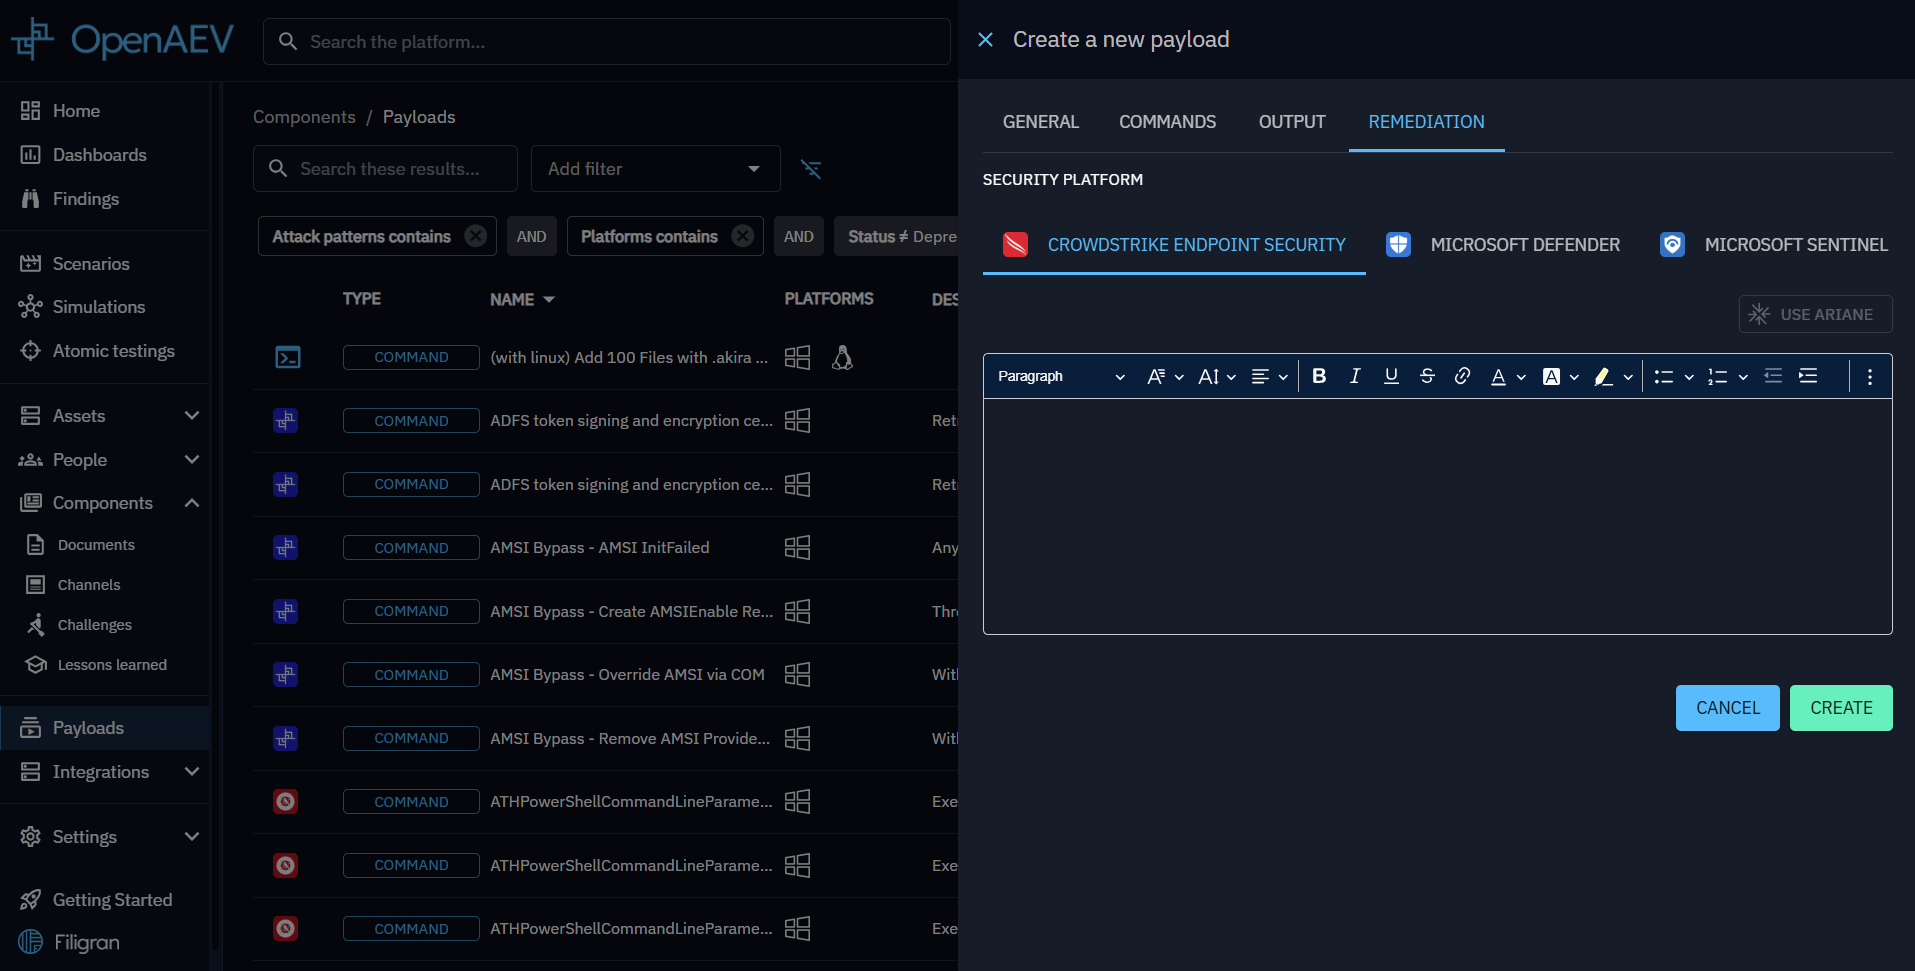 OpenAEV
Search the platform...
Home
Dashboards
Findings
Scenarios
Simulations
Atomic testings
Assets
People
Components
Documents
Channels
Challenges
Lessons learned
Payloads
Integrations
Settings
Getting Started
Filigran
Components / Payloads
Search these results...
Add filter
Attack patterns contains AND Platforms contains AND Status ≠ Depre
TYPE NAME PLATFORMS DES
COMMAND (with linux) Add 100 Files with .akira ...
COMMAND ADFS token signing and encryption ce... Ret
COMMAND ADFS token signing and encryption ce... Ret
COMMAND AMSI Bypass - AMSI InitFailed Any
COMMAND AMSI Bypass - Create AMSIEnable Re... Thr
COMMAND AMSI Bypass - Override AMSI via COM Wit
COMMAND AMSI Bypass - Remove AMSI Provide... Wit
COMMAND ATHPowerShellCommandLineParame... Exe
COMMAND ATHPowerShellCommandLineParame... Exe
COMMAND ATHPowerShellCommandLineParame... Exe
Create a new payload
GENERAL COMMANDS OUTPUT REMEDIATION
SECURITY PLATFORM
CROWDSTRIKE ENDPOINT SECURITY MICROSOFT DEFENDER MICROSOFT SENTINEL
USE ARIANE
Paragraph
CANCEL CREATE